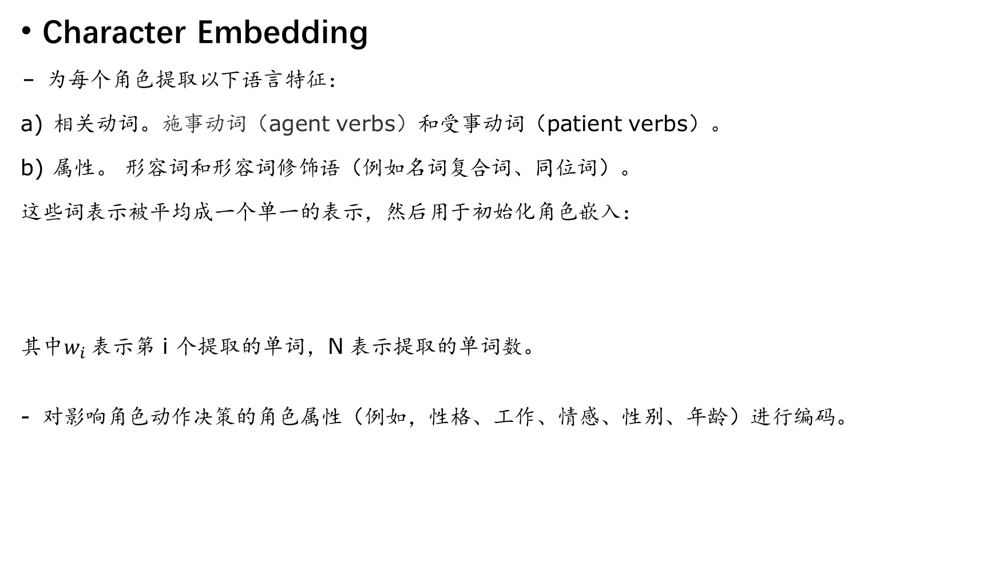 • Character Embedding
– 为每个角色提取以下语言特征：
a) 相关动词。施事动词（agent verbs）和受事动词（patient verbs）。
b) 属性。 形容词和形容词修饰语（例如名词复合词、同位词）。
这些词表示被平均成一个单一的表示，然后用于初始化角色嵌入：
其中wᵢ 表示第 i 个提取的单词，N 表示提取的单词数。
- 对影响角色动作决策的角色属性（例如，性格、工作、情感、性别、年龄）进行编码。